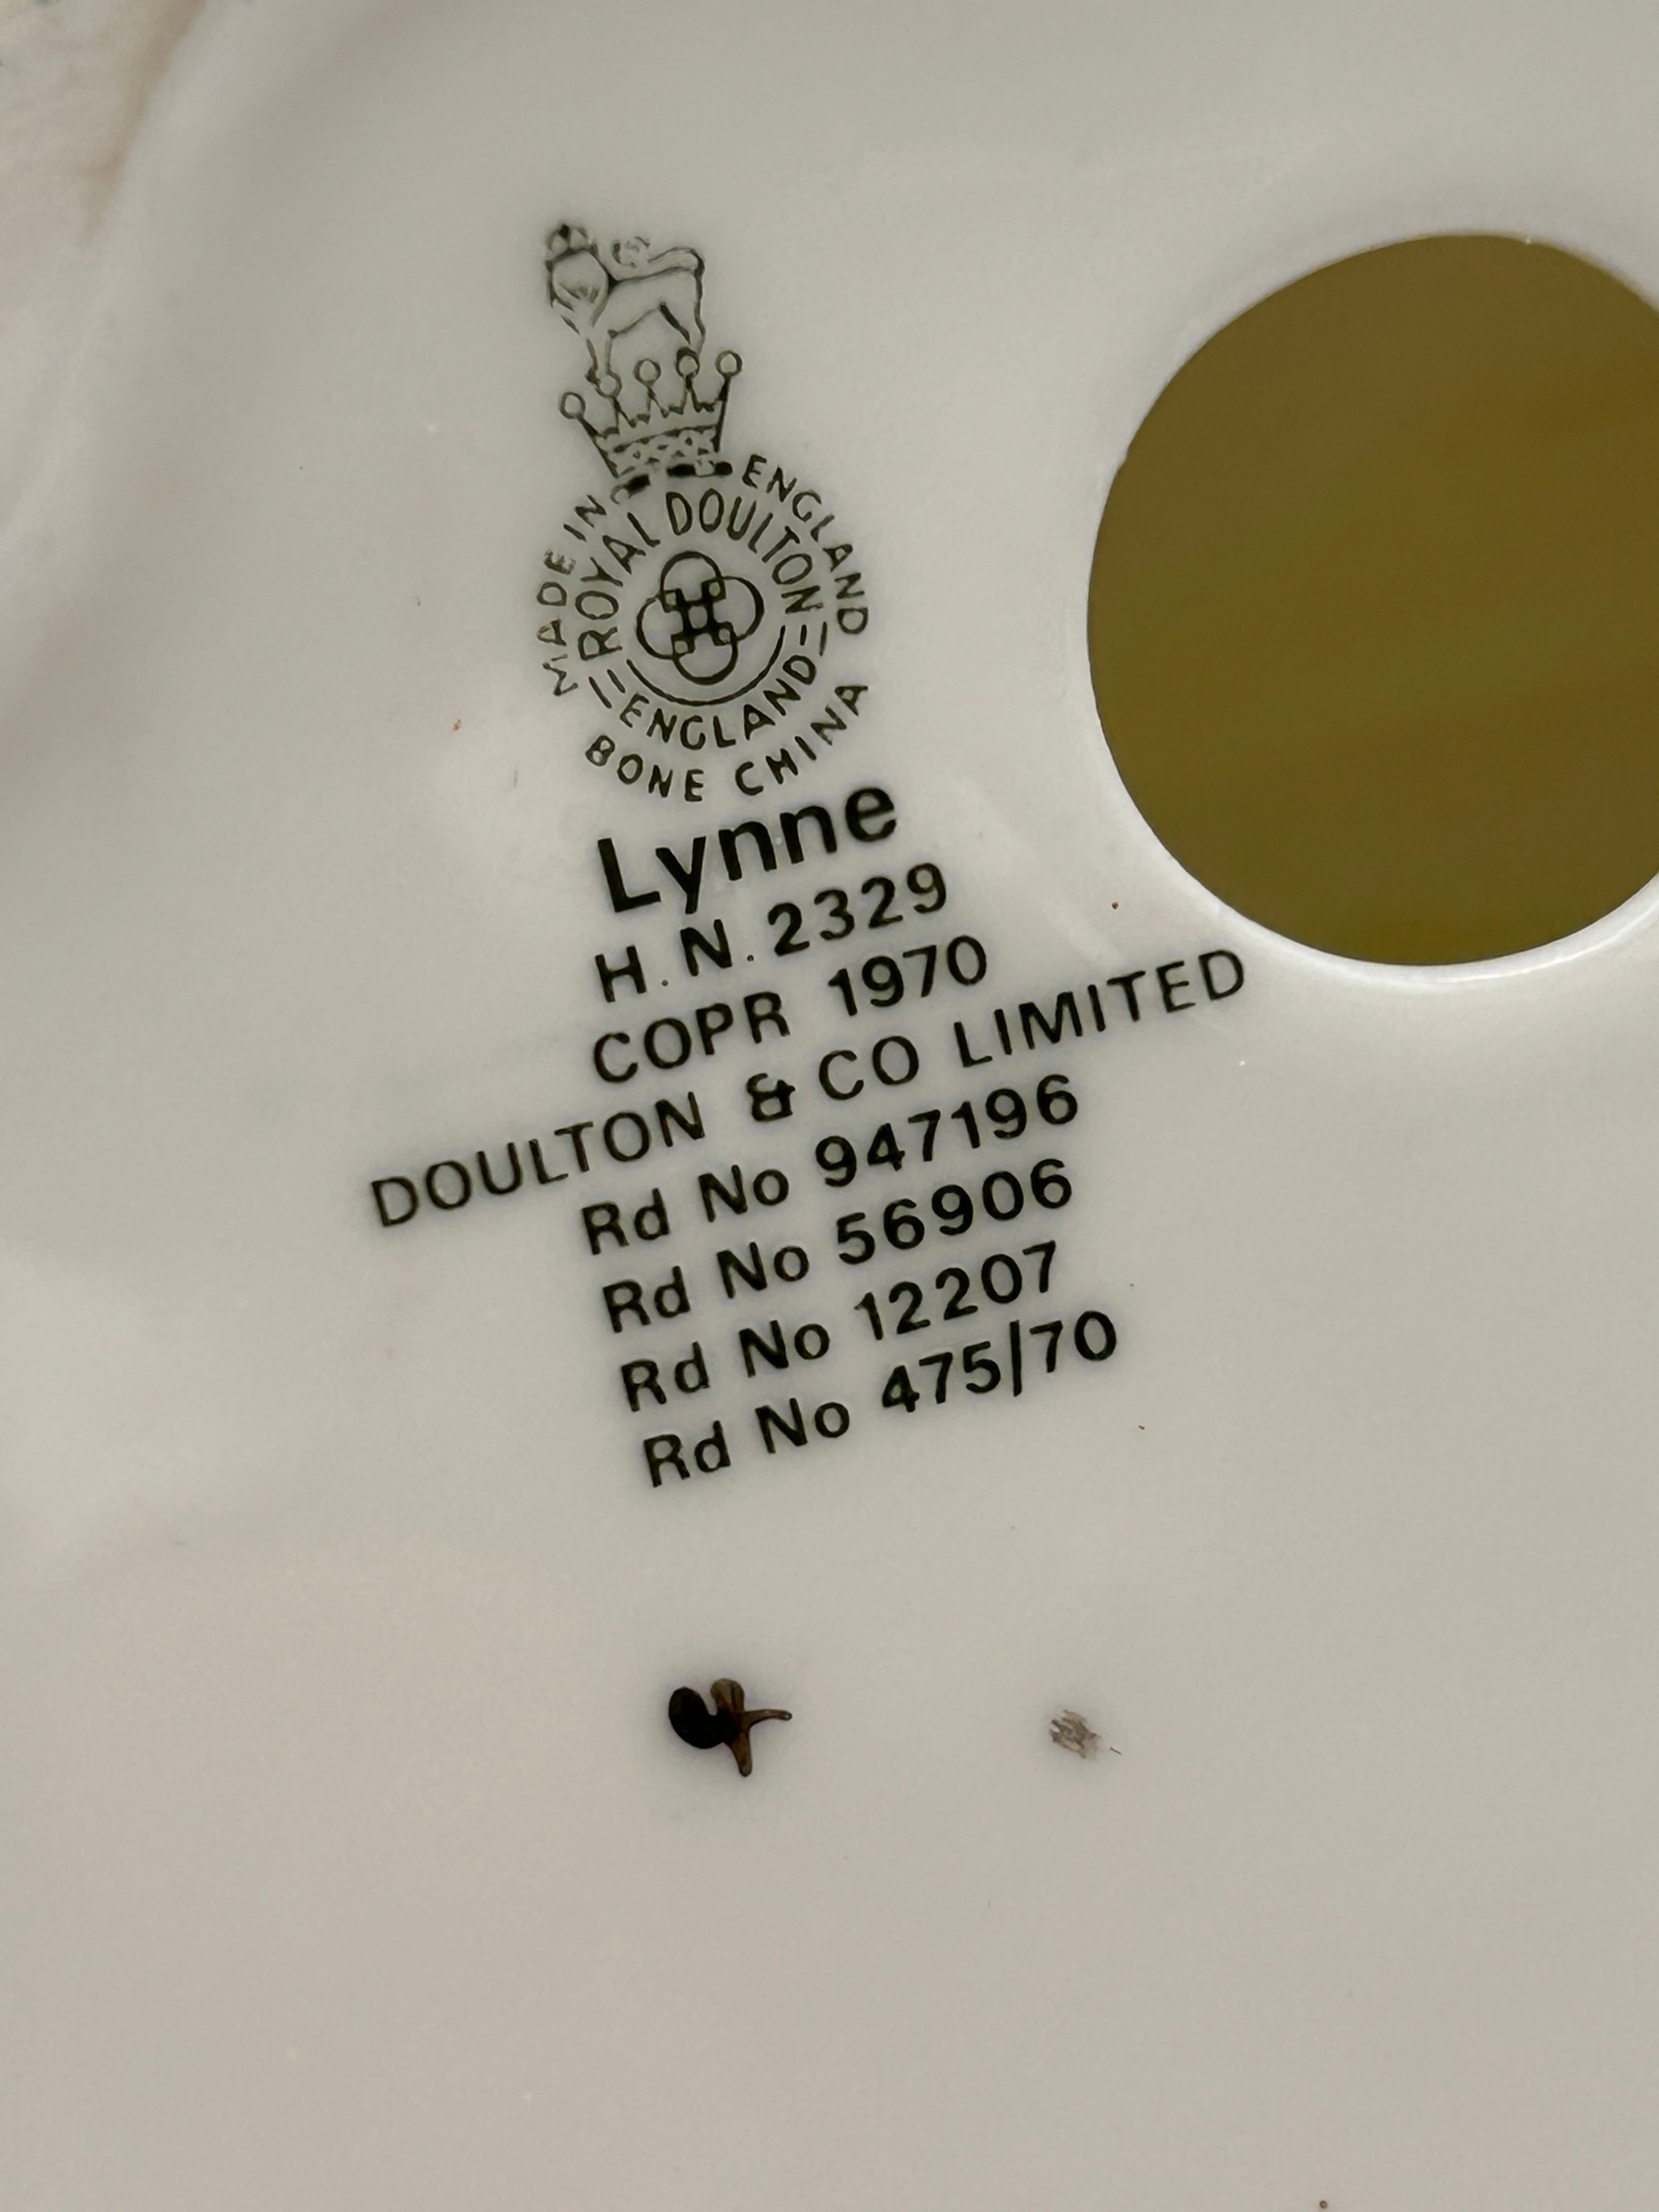 MADE IN ENGLAND
ROYAL DOULTON
ENGLAND
BONE CHINA
Lynne
H.N. 2329
COPR 1970
DOULTON & CO LIMITED
Rd No 947196
Rd No 56906
Rd No 12207
Rd No 475/70